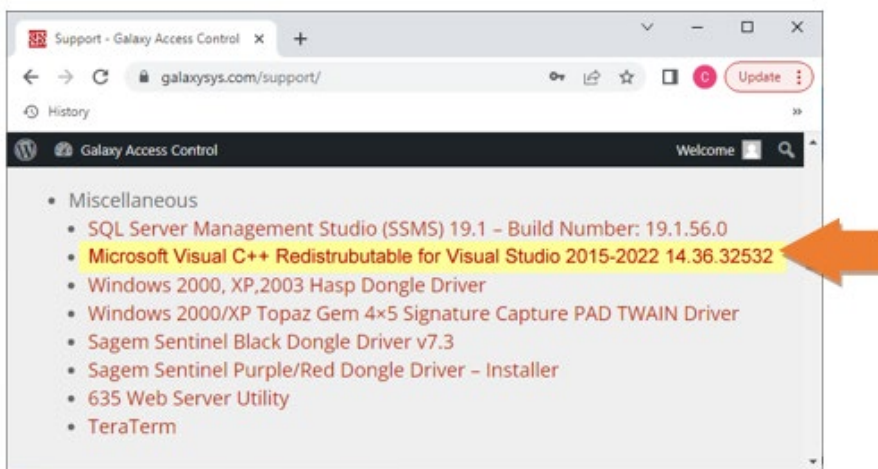 Support - Galaxy Access Control
galaxysys.com/support/
C
Update
History
»
Galaxy Access Control
Welcome
• Miscellaneous
• SQL Server Management Studio (SSMS) 19.1 – Build Number: 19.1.56.0
• Microsoft Visual C++ Redistrubutable for Visual Studio 2015-2022 14.36.32532
• Windows 2000, XP,2003 Hasp Dongle Driver
• Windows 2000/XP Topaz Gem 4×5 Signature Capture PAD TWAIN Driver
• Sagem Sentinel Black Dongle Driver v7.3
• Sagem Sentinel Purple/Red Dongle Driver – Installer
• 635 Web Server Utility
• TeraTerm